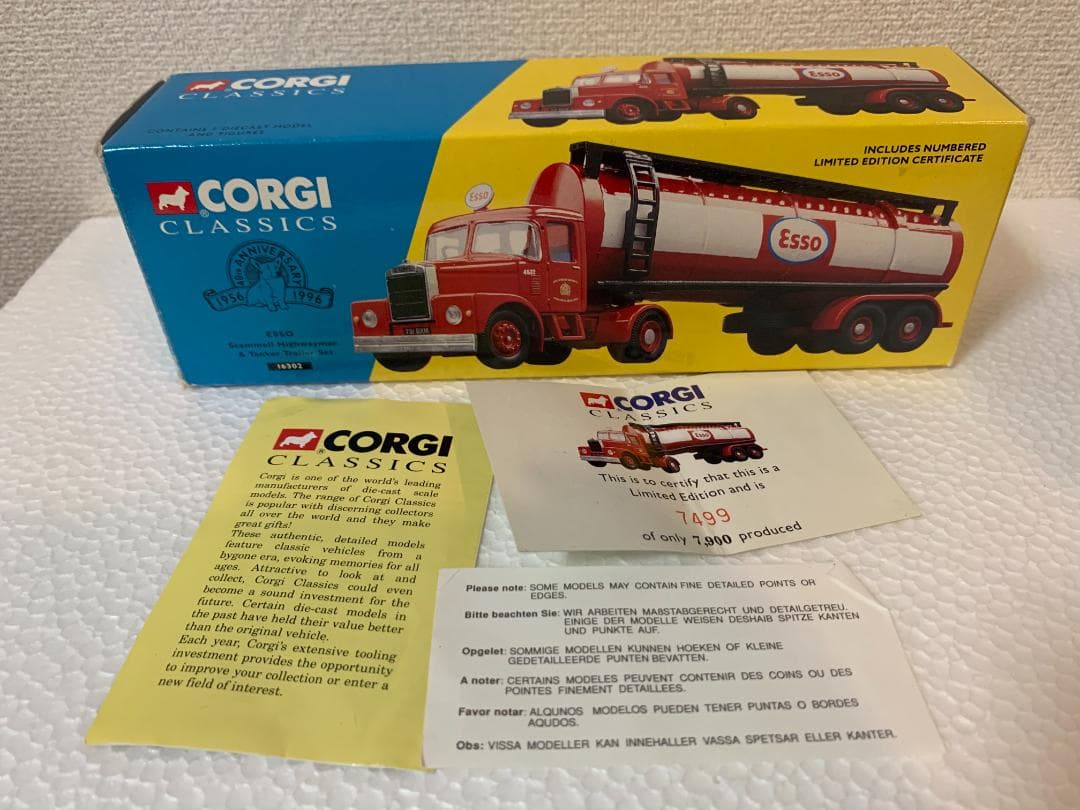 CORGI
CLASSICS
CONTAINS 1 DIECAST MODEL
AND FIGURES
Esso
INCLUDES NUMBERED
LIMITED EDITION CERTIFICATE
CORGI
CLASSICS
40th ANNIVERSARY
1956 1996
ESSO
Scammell Highwayman
& Tanker Trailer Set
16302
Esso
Esso
CORGI
CLASSICS
Corgi is one of the world's leading
manufacturers of die-cast scale
models. The range of Corgi Classics
is popular with discerning collectors
all over the world and they make
great gifts!
These authentic, detailed models
feature classic vehicles from a
bygone era, evoking memories for all
ages. Attractive to look at and
collect, Corgi Classics could even
become a sound investment for the
future. Certain die-cast models in
the past have held their value better
than the original vehicle.
Each year, Corgi's extensive tooling
investment provides the opportunity
to improve your collection or enter a
new field of interest.
CORGI
CLASSICS
Esso
This is to certify that this is a
Limited Edition and is
7499
of only 7,900 produced
Please note: SOME MODELS MAY CONTAIN FINE DETAILED POINTS OR
EDGES.
Bitte beachten Sie: WIR ARBEITEN MABSTABGERECHT UND DETAILGETREU.
EINIGE DER MODELLE WEISEN DESHAIB SPITZE KANTEN
UND PUNKTE AUF.
Opgelet: SOMMIGE MODELLEN KUNNEN HOEKEN OF KLEINE
GEDETAILLEERDE PUNTEN BEVATTEN.
A noter: CERTAINS MODELES PEUVENT CONTENIR DES COINS OU DES
POINTES FINEMENT DETAILLEES.
Favor notar: ALQUNOS MODELOS PUEDEN TENER PUNTAS O BORDES
AQUDOS.
Obs: VISSA MODELLER KAN INNEHALLER VASSA SPETSAR ELLER KANTER.